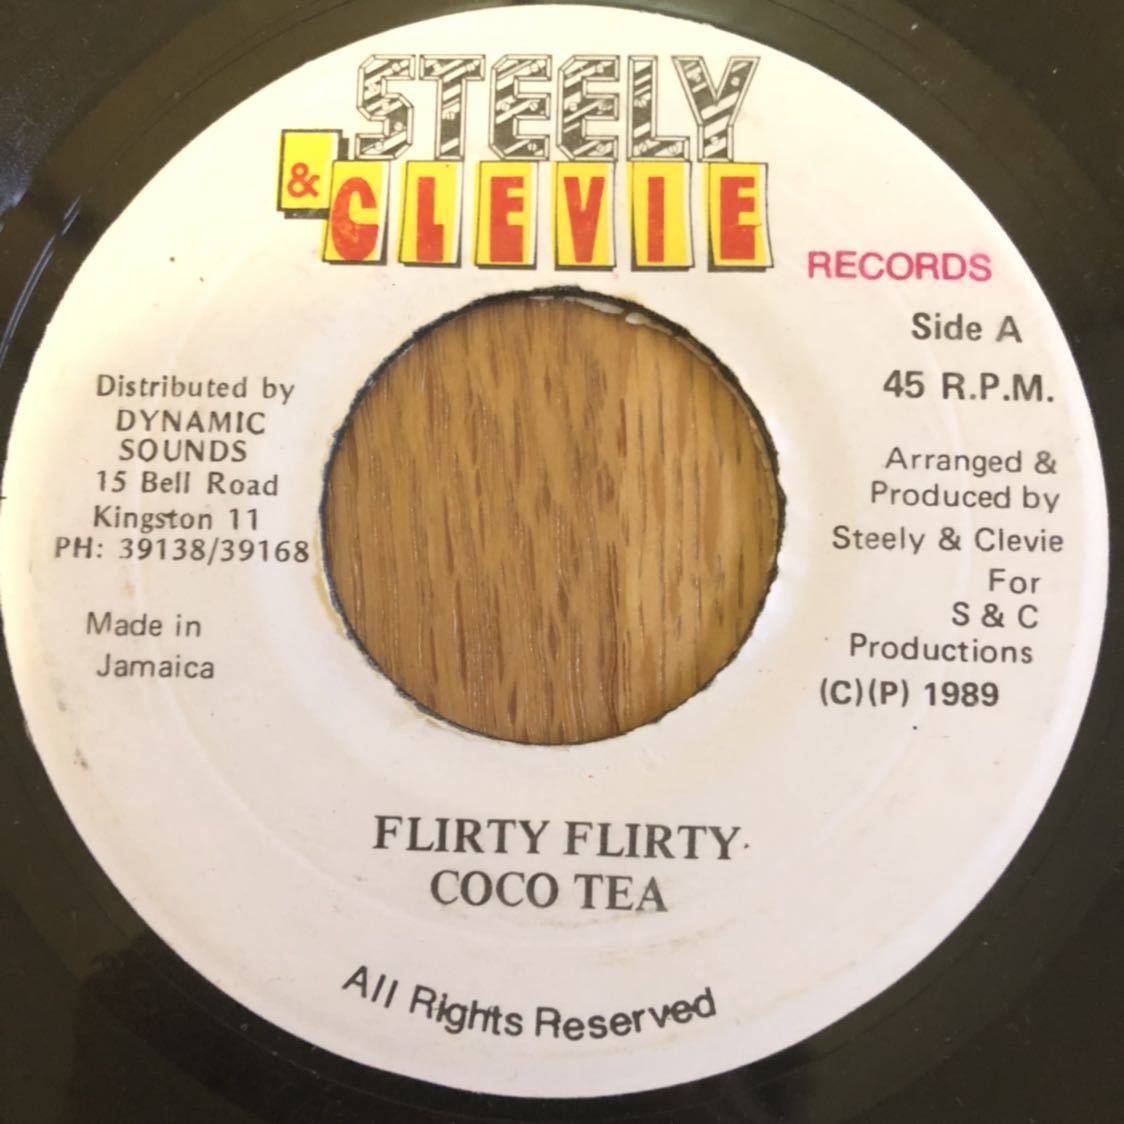 STEELY
& CLEVIE
RECORDS
Side A
45 R.P.M.
Arranged &
Produced by
Steely & Clevie
For
S & C
Productions
(C)(P) 1989
Distributed by
DYNAMIC
SOUNDS
15 Bell Road
Kingston 11
PH: 39138/39168
Made in
Jamaica
FLIRTY FLIRTY
COCO TEA
All Rights Reserved